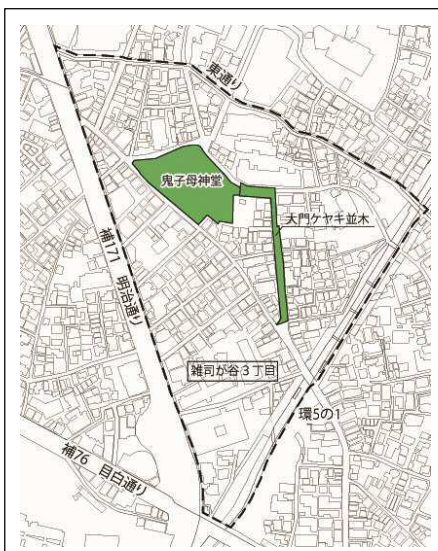 東通り
鬼子母神堂
大門ケヤキ並木
補171 明治通り
雑司が谷3丁目
環5の1
補76 目白通り